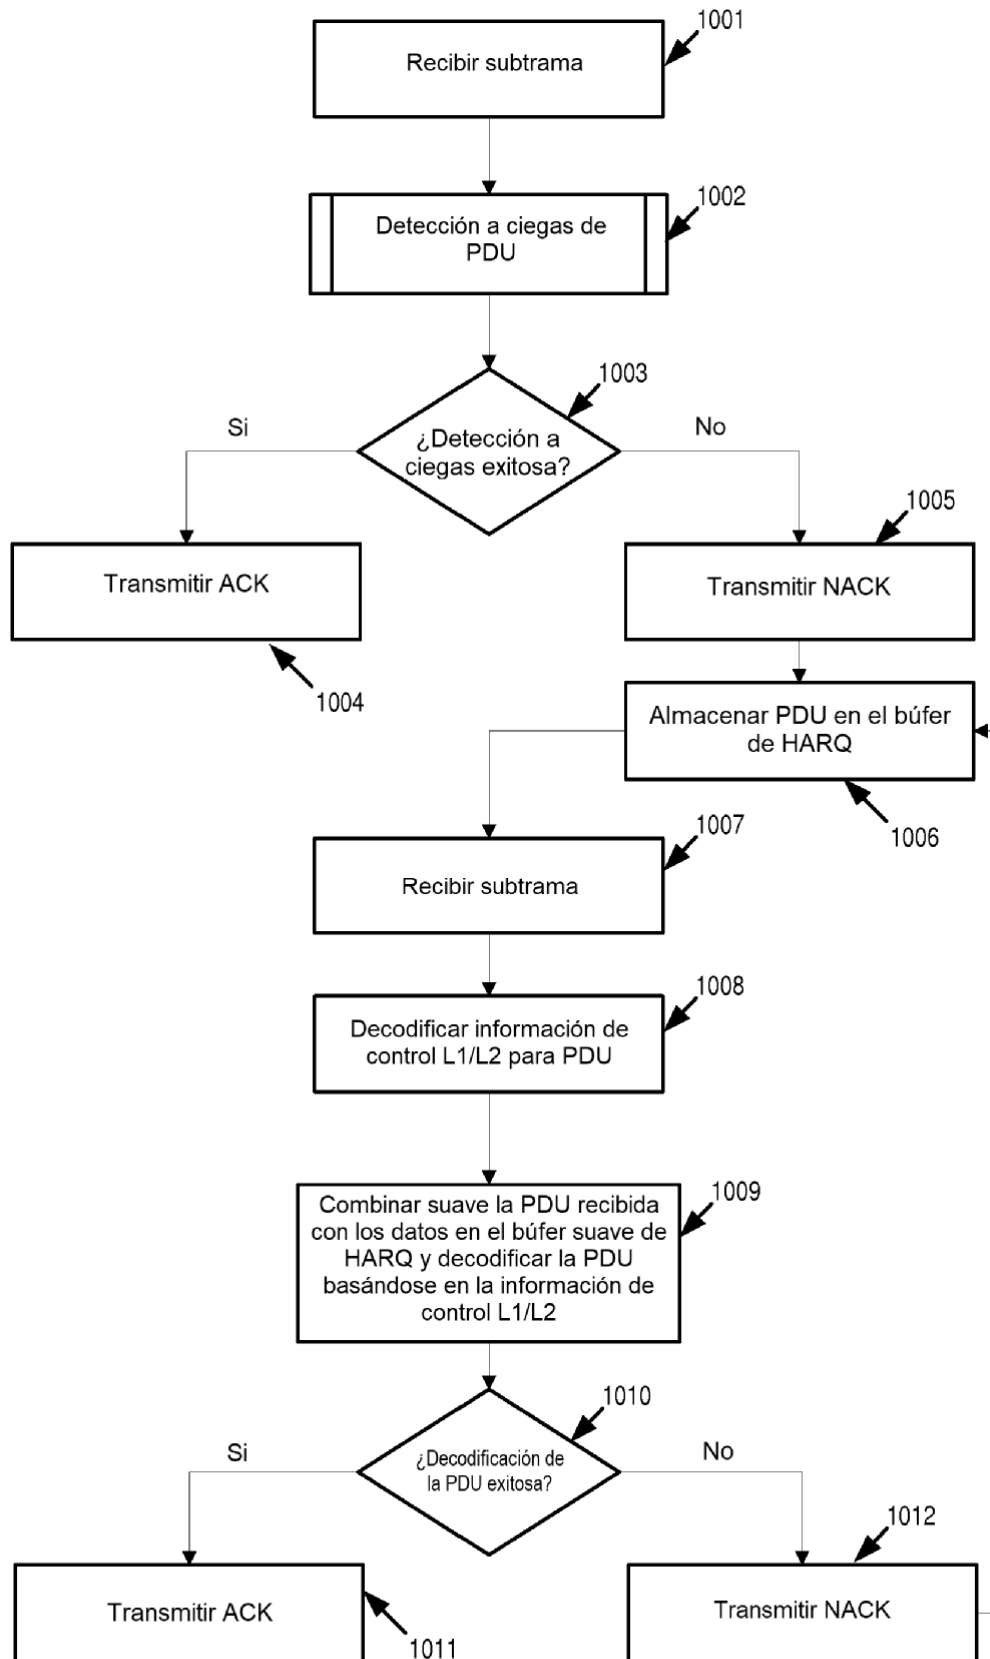 1001
Recibir subtrama
1002
Detección a ciegas de
PDU
1003
Si
No
¿Detección a
ciegas exitosa?
1005
Transmitir ACK
Transmitir NACK
1004
Almacenar PDU en el búfer
de HARQ
1006
1007
Recibir subtrama
1008
Decodificar información de
control L1/L2 para PDU
1009
Combinar suave la PDU recibida
con los datos en el búfer suave de
HARQ y decodificar la PDU
basándose en la información de
control L1/L2
1010
Si
No
¿Decodificación de
la PDU exitosa?
1012
Transmitir ACK
Transmitir NACK
1011